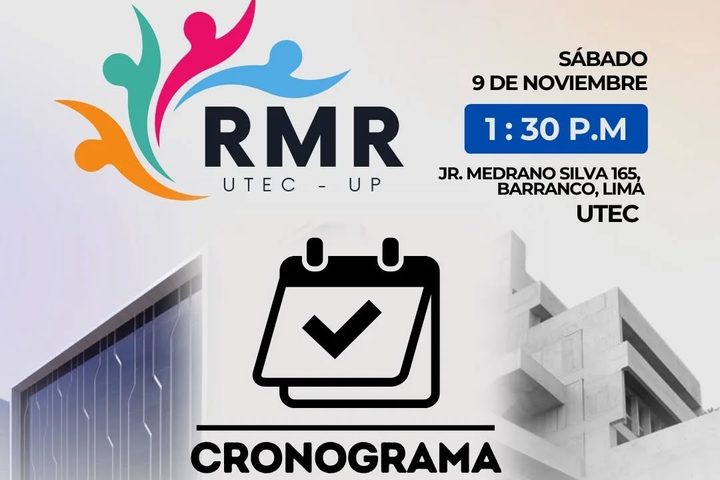 RMR
UTEC - UP
SÁBADO
9 DE NOVIEMBRE
1 : 30 P.M
JR. MEDRANO SILVA 165,
BARRANCO, LIMA
UTEC
CRONOGRAMA